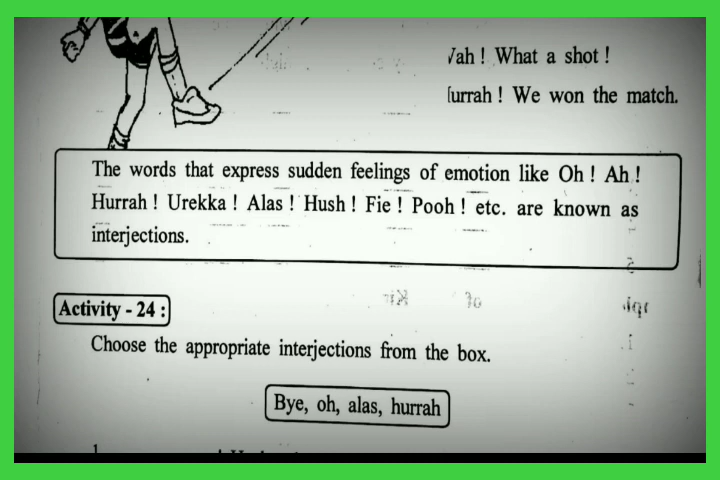 ! What a shot !
! We won the match.
The words that express sudden feelings of emotion like Oh ! Ah !
Hurrah ! Urekka ! Alas ! Hush ! Fie ! Pooh ! etc. are known as
interjections.
Activity - 24 :
Choose the appropriate interjections from the box.
Bye, oh, alas, hurrah